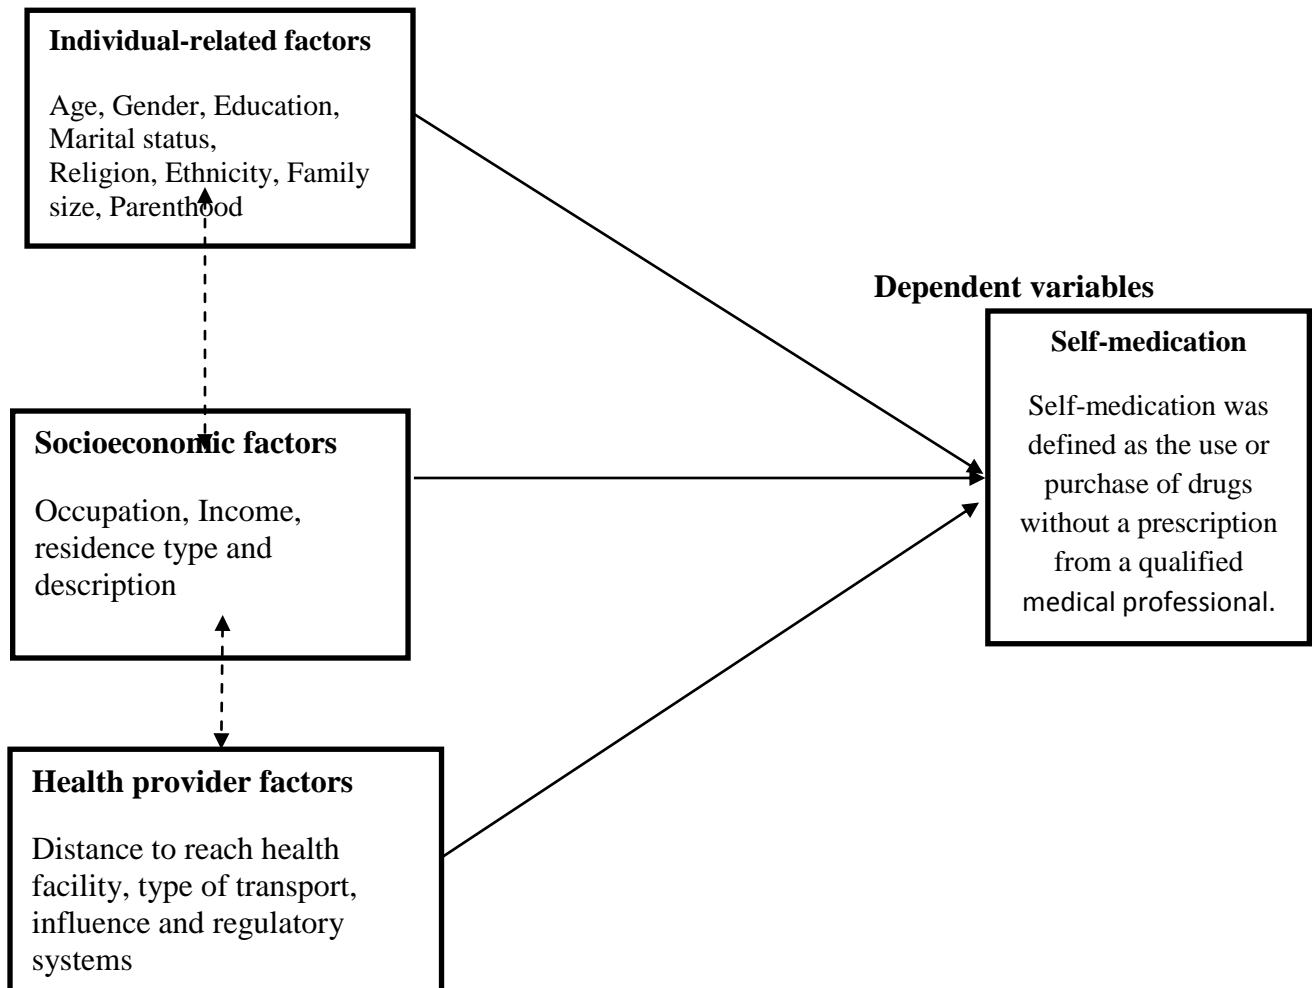 Individual-related factors
Age, Gender, Education,
Marital status,
Religion, Ethnicity, Family
size, Parenthood
Dependent variables
Self-medication
Self-medication was
defined as the use or
purchase of drugs
without a prescription
from a qualified
medical professional.
Socioeconomic factors
Occupation, Income,
residence type and
description
Health provider factors
Distance to reach health
facility, type of transport,
influence and regulatory
systems